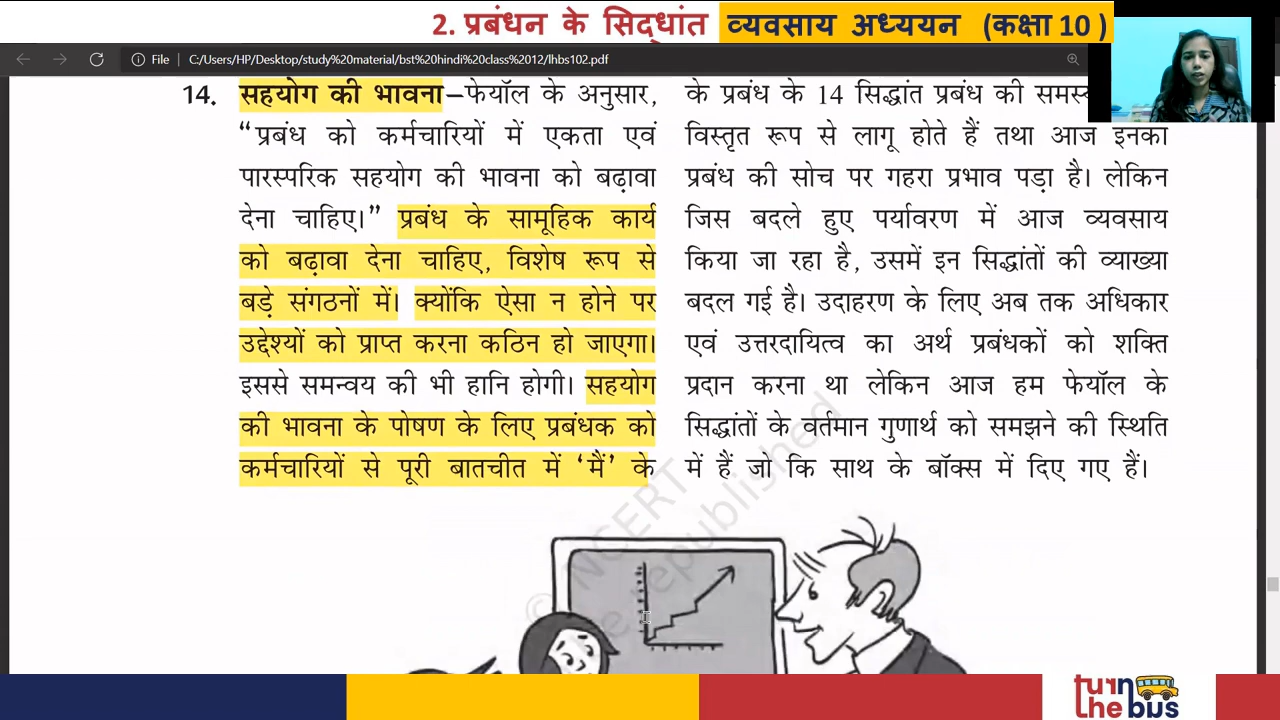 2. प्रबंधन के सिद्धांत व्यवसाय अध्ययन (कक्षा 10)
File C:/Users/HP/Desktop/study%20material/bst%20hindi%20class%2012/lhbs102.pdf
14. सहयोग की भावना–फेयॉल के अनुसार,
“प्रबंध को कर्मचारियों में एकता एवं
पारस्परिक सहयोग की भावना को बढ़ावा
देना चाहिए।” प्रबंध के सामूहिक कार्य
को बढ़ावा देना चाहिए, विशेष रूप से
बड़े संगठनों में। क्योंकि ऐसा न होने पर
उद्देश्यों को प्राप्त करना कठिन हो जाएगा।
इससे समन्वय की भी हानि होगी। सहयोग
की भावना के पोषण के लिए प्रबंधक को
कर्मचारियों से पूरी बातचीत में ‘मैं’ के
के प्रबंध के 14 सिद्धांत प्रबंध की
विस्तृत रूप से लागू होते हैं तथा आज इनका
प्रबंध की सोच पर गहरा प्रभाव पड़ा है। लेकिन
जिस बदले हुए पर्यावरण में आज व्यवसाय
किया जा रहा है, उसमें इन सिद्धांतों की व्याख्या
बदल गई है। उदाहरण के लिए अब तक अधिकार
एवं उत्तरदायित्व का अर्थ प्रबंधकों को शक्ति
प्रदान करना था लेकिन आज हम फेयॉल के
सिद्धांतों के वर्तमान गुणार्थ को समझने की स्थिति
में हैं जो कि साथ के बॉक्स में दिए गए हैं।
© NCERT
republished
turn
the bus